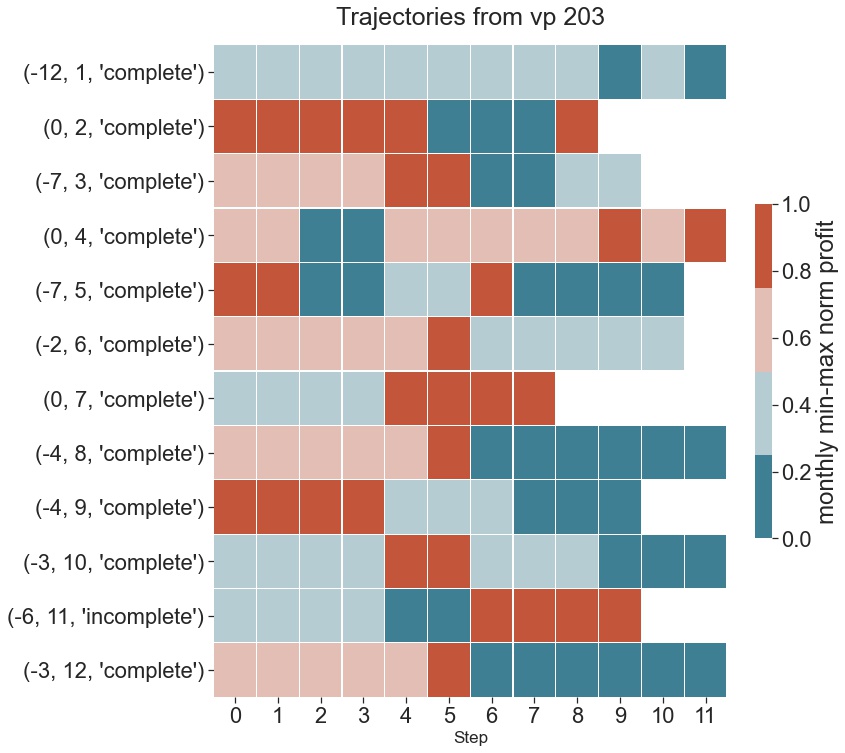 Trajectories from vp 203
(-12, 1, 'complete')
(0, 2, 'complete')
(-7, 3, 'complete')
(0, 4, 'complete')
(-7, 5, 'complete')
(-2, 6, 'complete')
(0, 7, 'complete')
(-4, 8, 'complete')
(-4, 9, 'complete')
(-3, 10, 'complete')
(-6, 11, 'incomplete')
(-3, 12, 'complete')
0 1 2 3 4 5 6 7 8 9 10 11
Step
1.0
0.8
0.6
0.4
0.2
0.0
monthly min-max norm profit